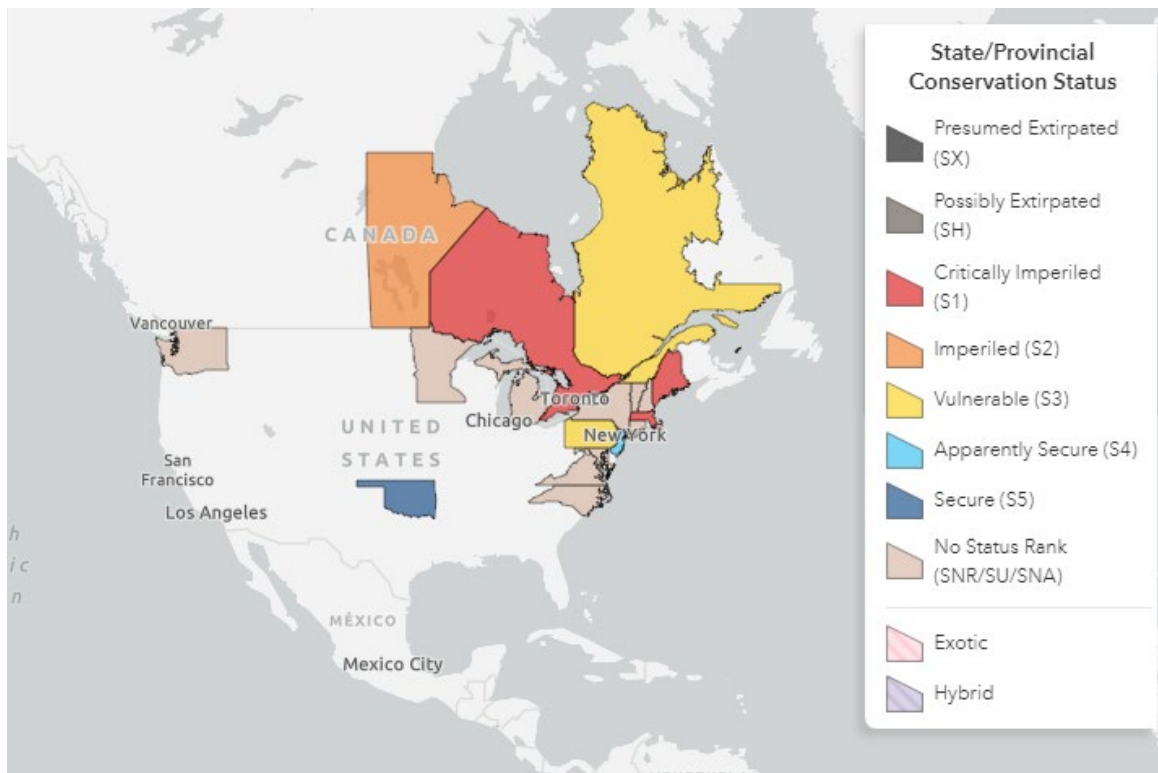 CANADA
Vancouver
Toronto
Chicago
New York
UNITED
STATES
San
Francisco
Los Angeles
h
ic
n
MÉXICO
Mexico City
State/Provincial
Conservation Status
Presumed Extirpated
(SX)
Possibly Extirpated
(SH)
Critically Imperiled
(S1)
Imperiled (S2)
Vulnerable (S3)
Apparently Secure (S4)
Secure (S5)
No Status Rank
(SNR/SU/SNA)
Exotic
Hybrid